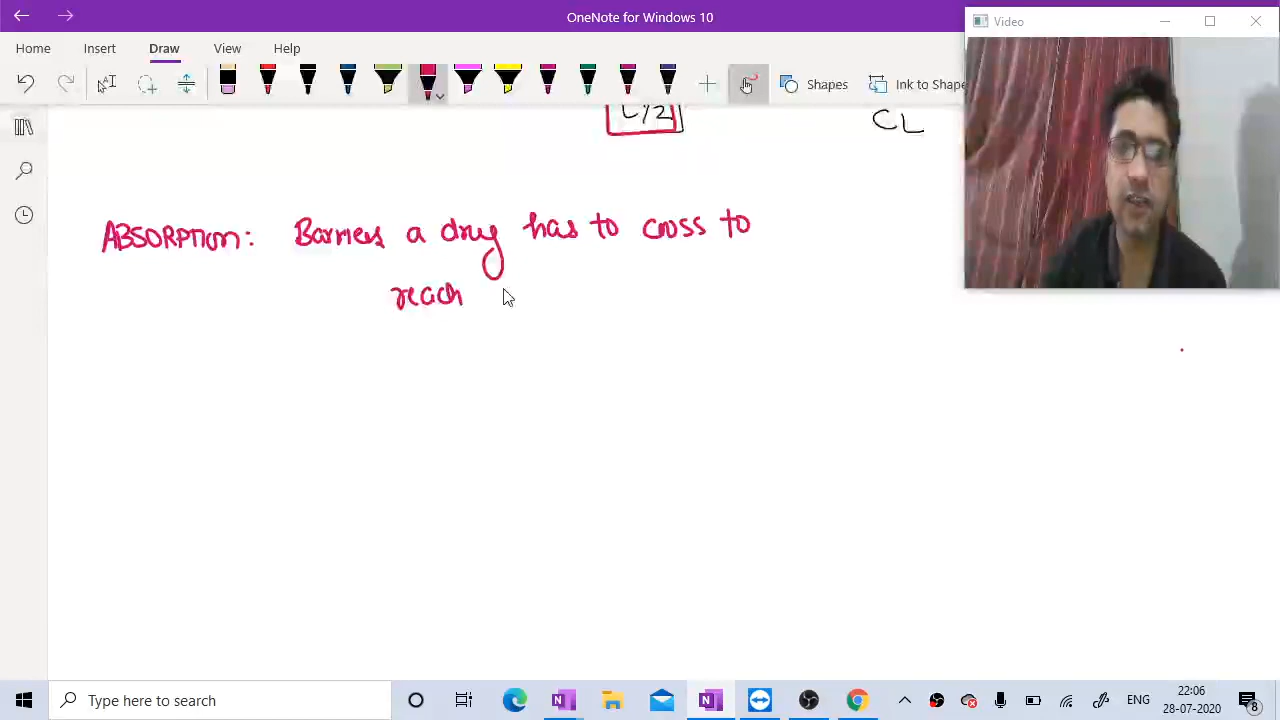 OneNote for Windows 10
Video
Home Insert Draw View Help
Shapes Ink to Shape
CL
ABSORPTION: Barriers a drug has to cross to
reach
Type here to search
ENG
22:06
28-07-2020
8